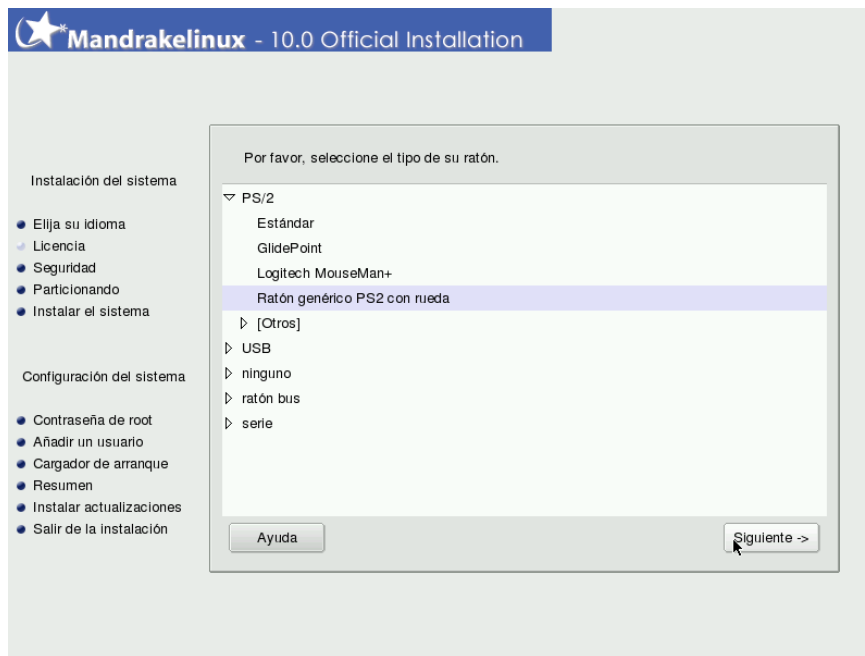 Mandrakelinux - 10.0 Official Installation
Instalación del sistema
Elija su idioma
Licencia
Seguridad
Particionando
Instalar el sistema
Configuración del sistema
Contraseña de root
Añadir un usuario
Cargador de arranque
Resumen
Instalar actualizaciones
Salir de la instalación
Por favor, seleccione el tipo de su ratón.
PS/2
Estándar
GlidePoint
Logitech MouseMan+
Ratón genérico PS2 con rueda
[Otros]
USB
ninguno
ratón bus
serie
Ayuda
Siguiente ->